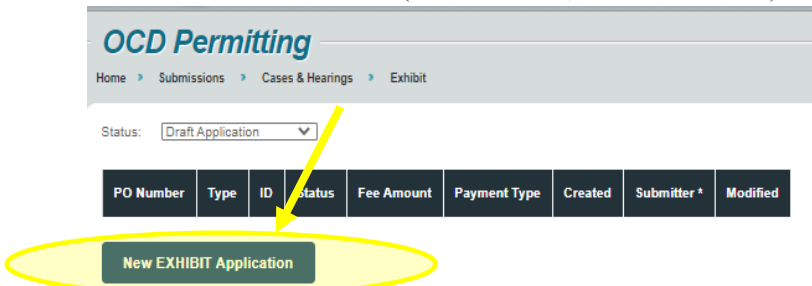 OCD Permitting
Home > Submissions > Cases & Hearings > Exhibit
Status: Draft Application
PO Number Type ID Status Fee Amount Payment Type Created Submitter * Modified
New EXHIBIT Application